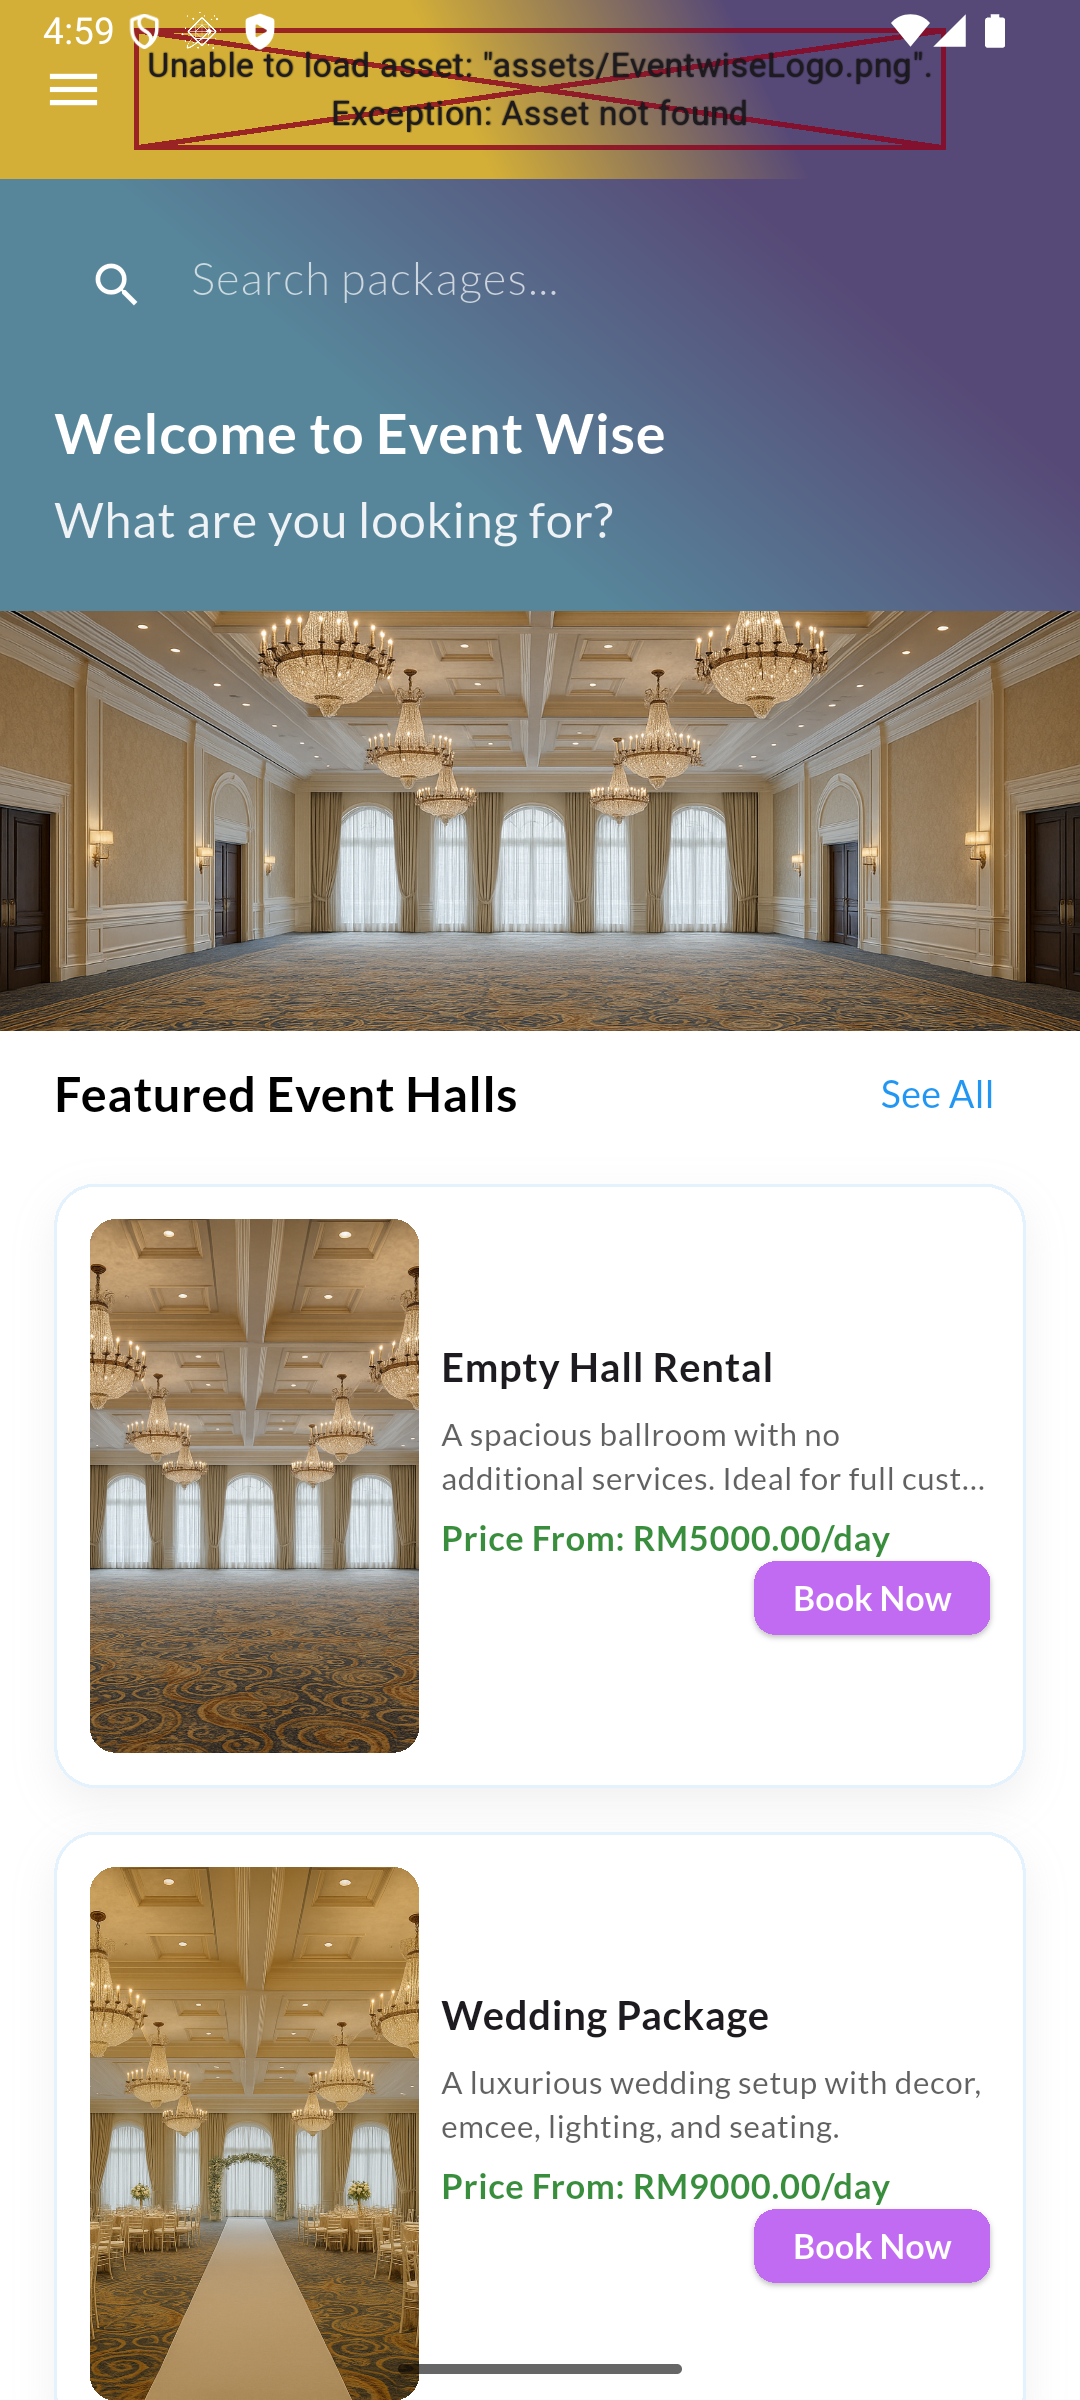 4:59
Unable to load asset: "assets/EventwiseLogo.png".
Exception: Asset not found
Search packages...
Welcome to Event Wise
What are you looking for?
Featured Event Halls
See All
Empty Hall Rental
A spacious ballroom with no
additional services. Ideal for full cust...
Price From: RM5000.00/day
Book Now
Wedding Package
A luxurious wedding setup with decor,
emcee, lighting, and seating.
Price From: RM9000.00/day
Book Now